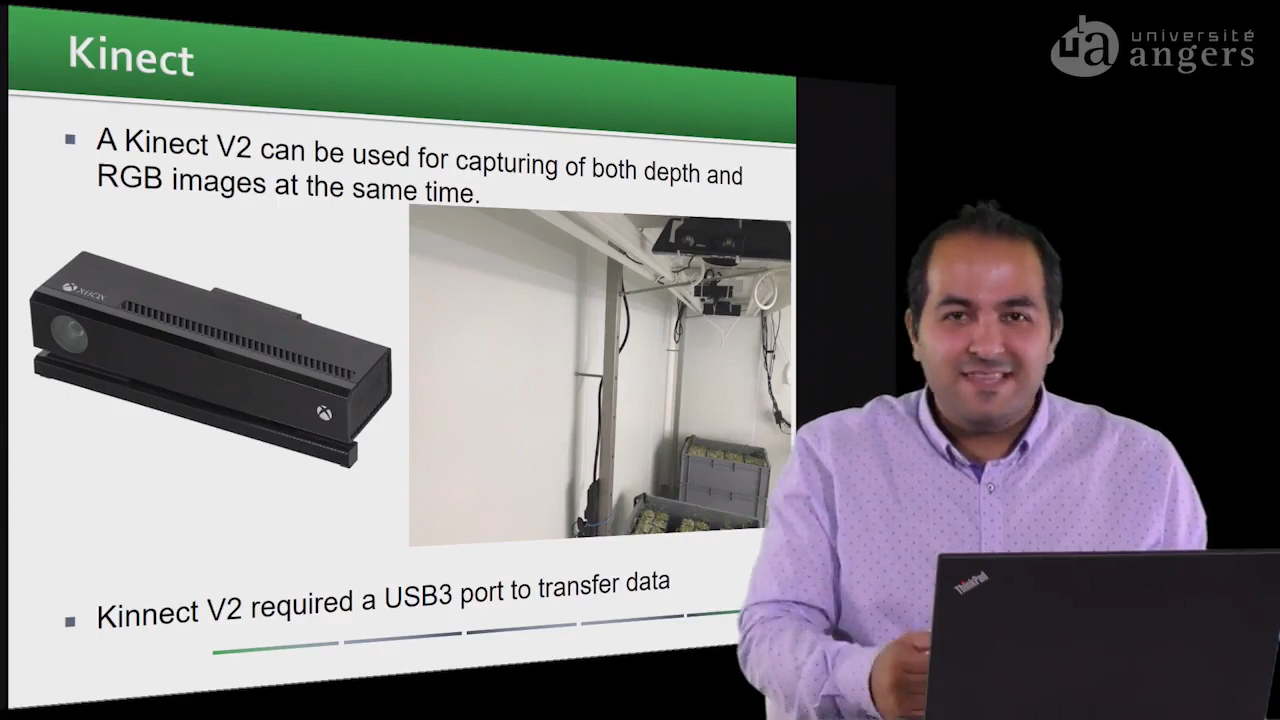 Kinect
université
angers
A Kinect V2 can be used for capturing of both depth and
RGB images at the same time.
XBOX
Kinnect V2 required a USB3 port to transfer data
ThinkPad